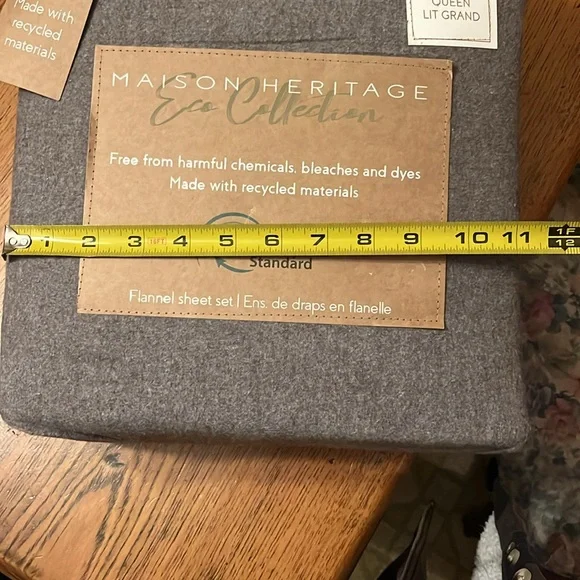 Made with
recycled
materials
QUEEN
LIT GRAND
MAISON HERITAGE
Eco Collection
Free from harmful chemicals, bleaches and dyes
Made with recycled materials
1 2 3 4 5 6 7 8 9 10 11 1F
12
Standard
Flannel sheet set | Ens. de draps en flanelle